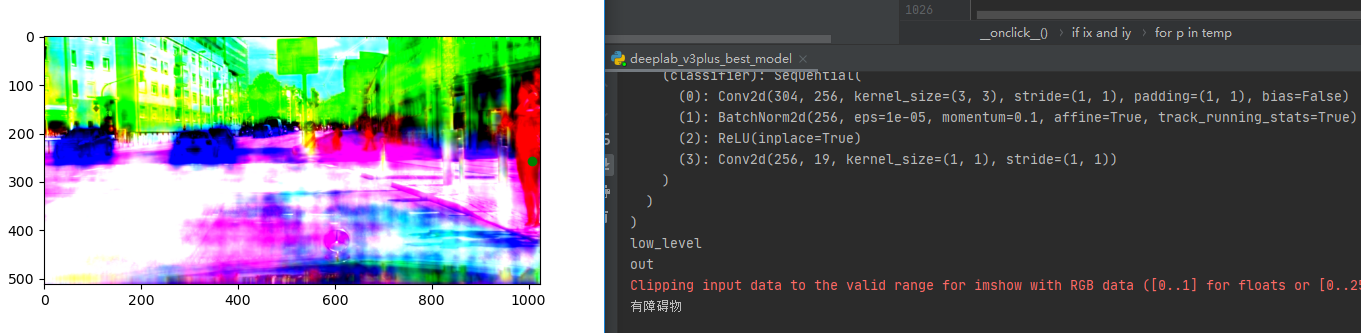 0
100
200
300
400
500
0
200
400
600
800
1000
1026
__onclick__() › if ix and iy › for p in temp
deeplab_v3plus_best_model ×
(classifier): Sequential(
(0): Conv2d(304, 256, kernel_size=(3, 3), stride=(1, 1), padding=(1, 1), bias=False)
(1): BatchNorm2d(256, eps=1e-05, momentum=0.1, affine=True, track_running_stats=True)
(2): ReLU(inplace=True)
(3): Conv2d(256, 19, kernel_size=(1, 1), stride=(1, 1))
)
)
)
low_level
out
Clipping input data to the valid range for imshow with RGB data ([0..1] for floats or [0..25
有障碍物